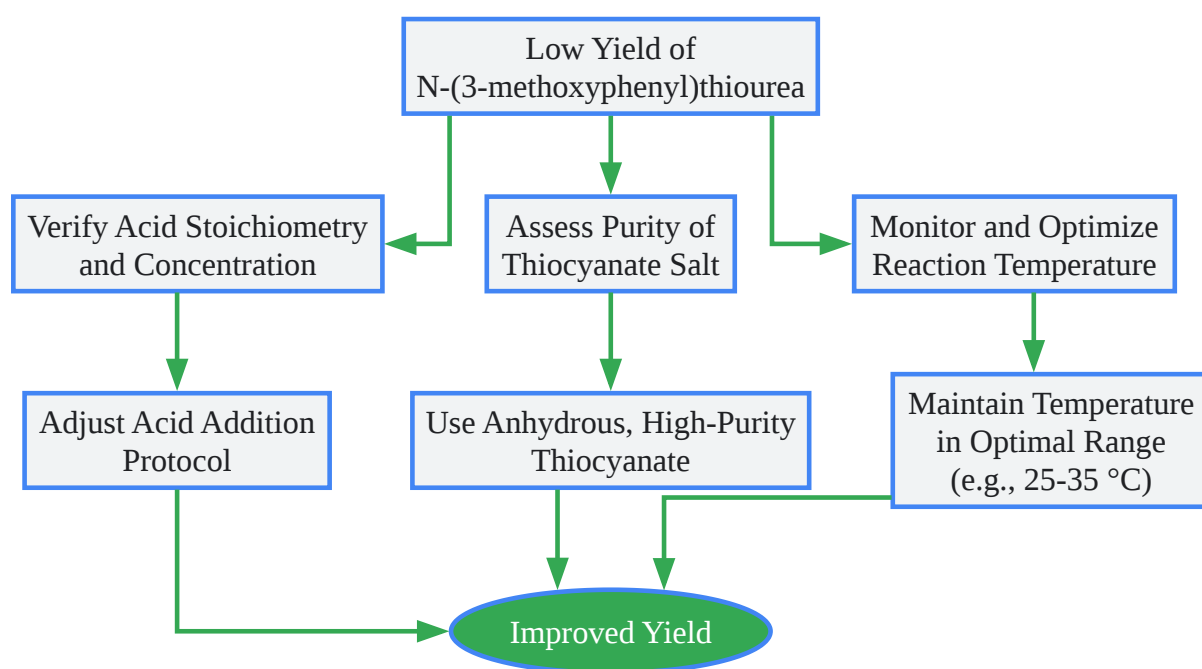 Low Yield of
N-(3-methoxyphenyl)thiourea
Verify Acid Stoichiometry
and Concentration
Assess Purity of
Thiocyanate Salt
Monitor and Optimize
Reaction Temperature
Adjust Acid Addition
Protocol
Use Anhydrous, High-Purity
Thiocyanate
Maintain Temperature
in Optimal Range
(e.g., 25-35 °C)
Improved Yield